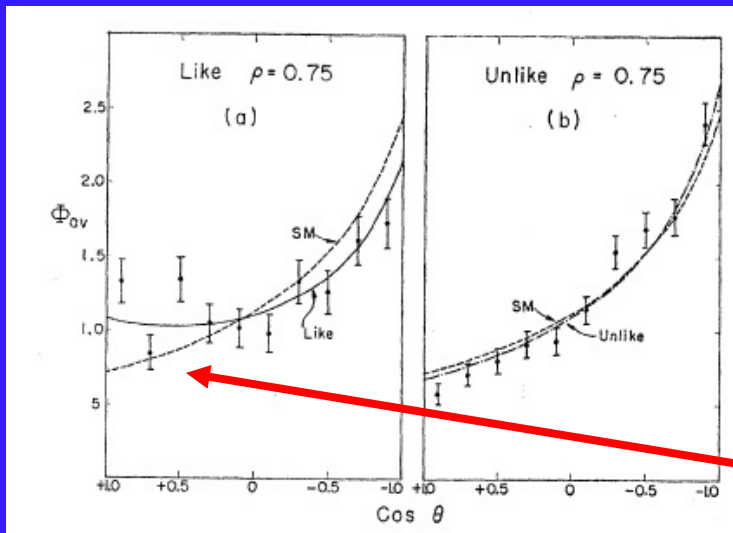 Like ρ = 0.75
(a)
Unlike ρ = 0.75
(b)
2.5
2.0
Φav
1.5
1.0
.5
SM
Like
SM
Unlike
+1.0 +0.5 0 -0.5 -1.0
+1.0 +0.5 0 -0.5 -1.0
Cos θ